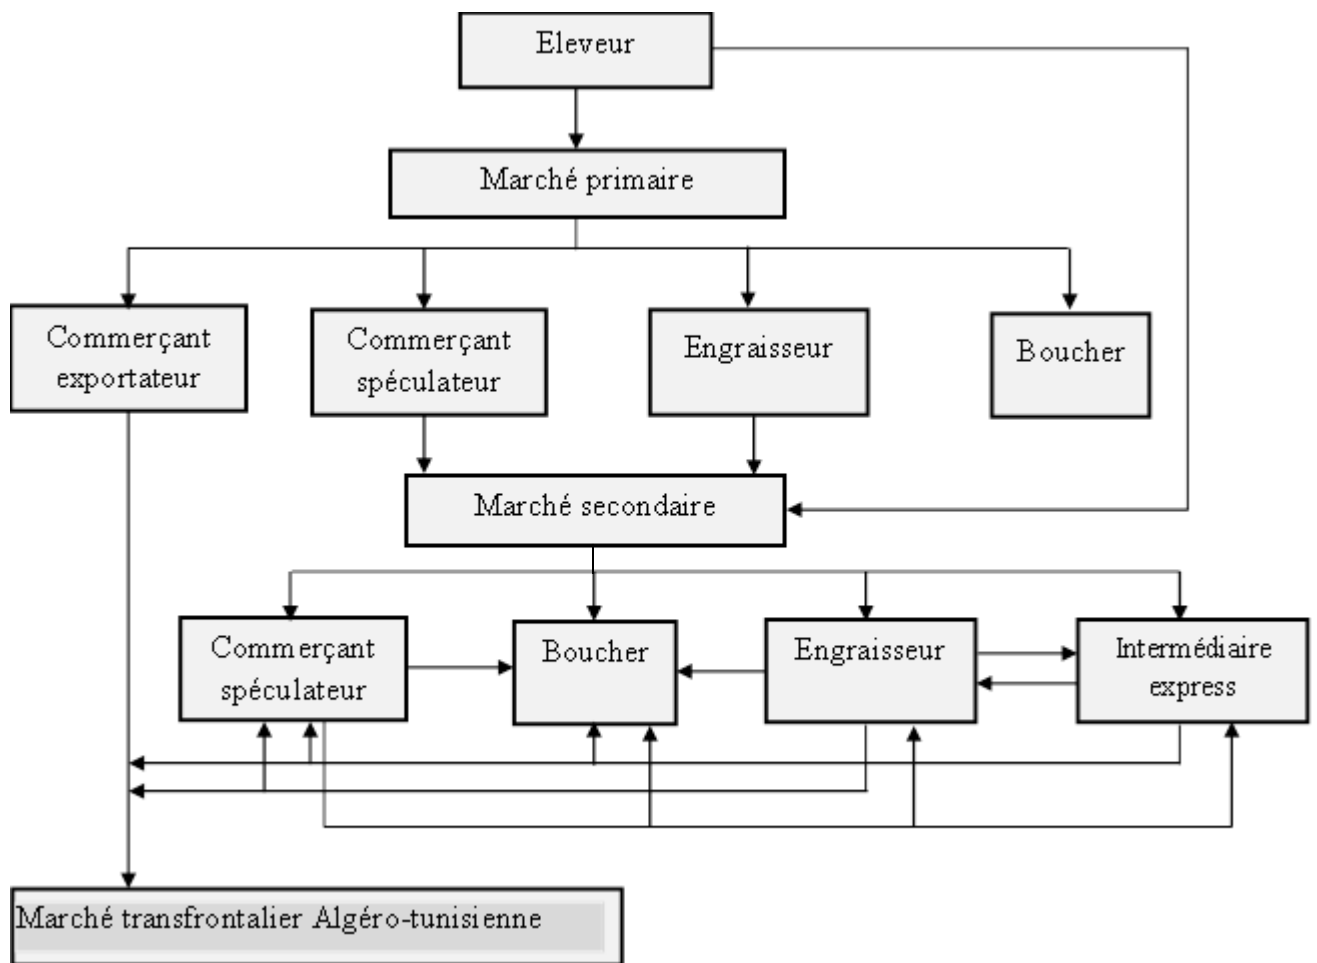 Eleveur
Marché primaire
Commerçant
exportateur
Commerçant
spéculateur
Engraisseur
Boucher
Marché secondaire
Commerçant
spéculateur
Boucher
Engraisseur
Intermédiaire
express
Marché transfrontalier Algéro-tunisienne